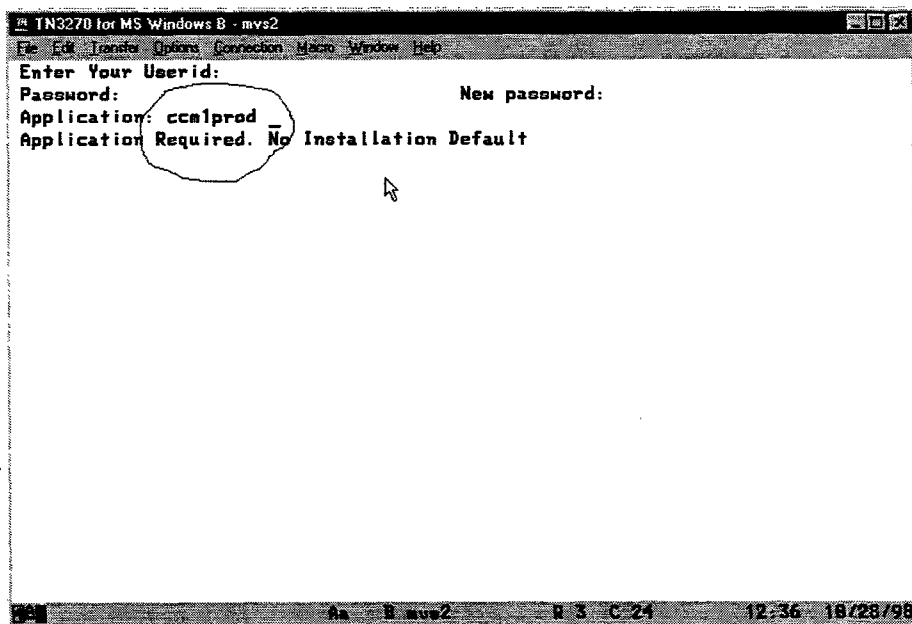 TN3270 for MS Windows B - mvs2
File Edit Transfer Options Connection Macro Window Help
Enter Your Userid:
Password: New password:
Application: ccm1prod _
Application Required. No Installation Default
Aa B mvs2 R 3 C 24 12:36 10/28/98